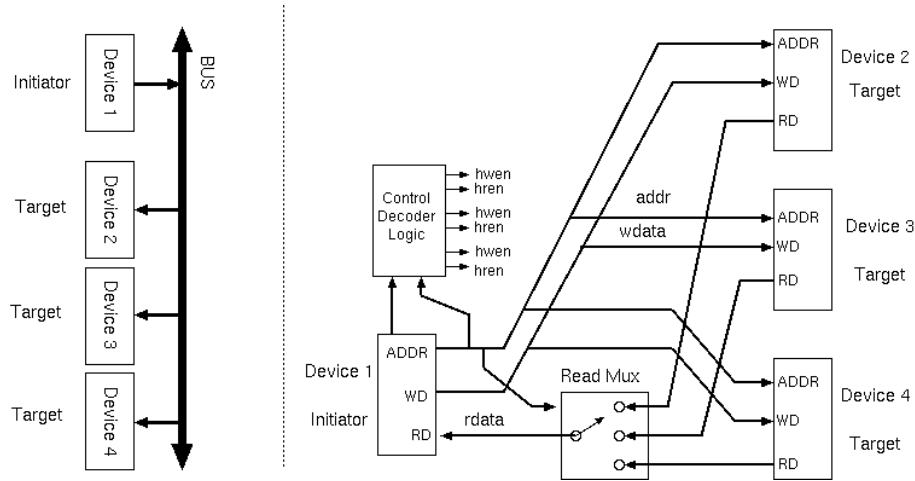 BUS
Initiator
Device 1
Target
Device 2
Target
Device 3
Target
Device 4
ADDR
WD
RD
Device 2
Target
Control
Decoder
Logic
hwen
hren
hwen
hren
hwen
hren
addr
wdata
ADDR
WD
RD
Device 3
Target
Device 1
Initiator
ADDR
WD
RD
rdata
Read Mux
ADDR
WD
RD
Device 4
Target